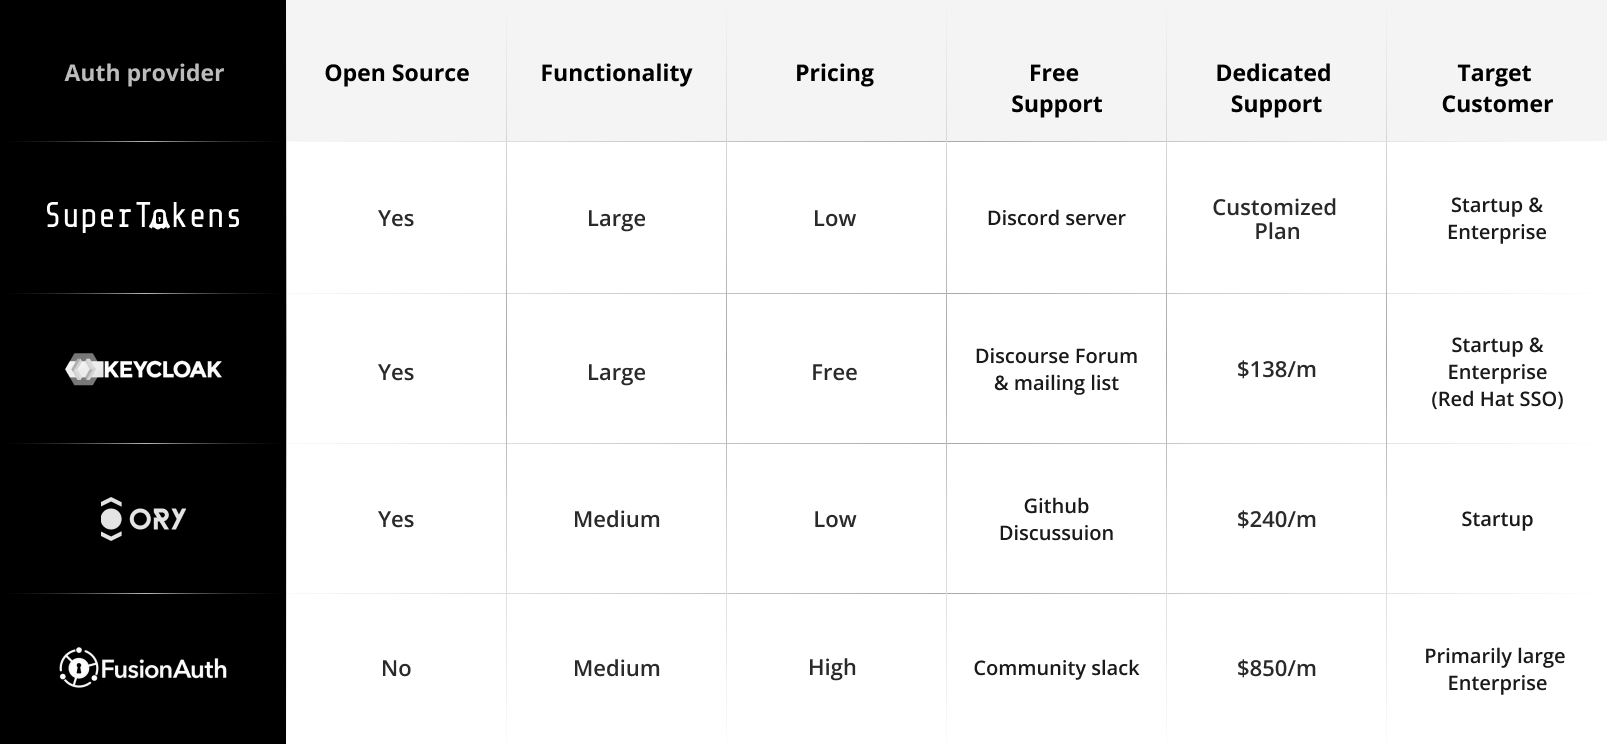 Auth provider
Open Source
Functionality
Pricing
Free
Support
Dedicated
Support
Target
Customer
SuperTokens
Yes
Large
Low
Discord server
Customized
Plan
Startup &
Enterprise
KEYCLOAK
Yes
Large
Free
Discourse Forum
& mailing list
$138/m
Startup &
Enterprise
(Red Hat SSO)
ORY
Yes
Medium
Low
Github
Discussuion
$240/m
Startup
FusionAuth
No
Medium
High
Community slack
$850/m
Primarily large
Enterprise